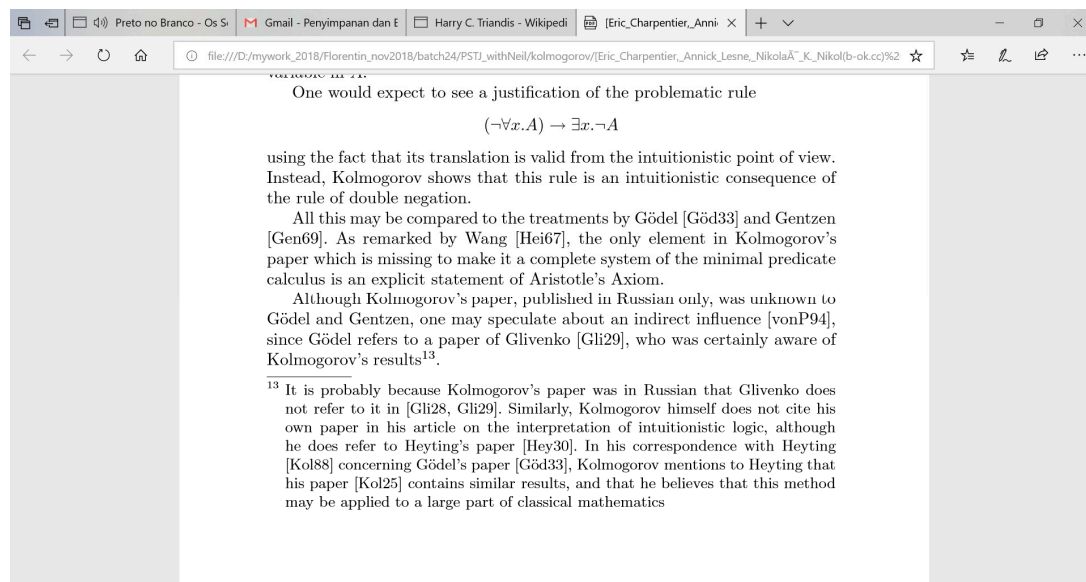 Preto no Branco - Os S
Gmail - Penyimpanan dan E
Harry C. Triandis - Wikipedi
[Eric_Charpentier,_Anni
file:///D:/mywork_2018/Florentin_nov2018/batch24/PSTJ_withNeil/kolmogorov/[Eric_Charpentier,_Annick_Lesne,_NikolaÃ¯_K._Nikol(b-ok.cc)%2
variable in A.
One would expect to see a justification of the problematic rule
(¬∀x.A) → ∃x.¬A
using the fact that its translation is valid from the intuitionistic point of view.
Instead, Kolmogorov shows that this rule is an intuitionistic consequence of
the rule of double negation.
All this may be compared to the treatments by Gödel [Göd33] and Gentzen
[Gen69]. As remarked by Wang [Hei67], the only element in Kolmogorov's
paper which is missing to make it a complete system of the minimal predicate
calculus is an explicit statement of Aristotle's Axiom.
Although Kolmogorov's paper, published in Russian only, was unknown to
Gödel and Gentzen, one may speculate about an indirect influence [vonP94],
since Gödel refers to a paper of Glivenko [Gli29], who was certainly aware of
Kolmogorov's results¹³.
¹³ It is probably because Kolmogorov's paper was in Russian that Glivenko does
not refer to it in [Gli28, Gli29]. Similarly, Kolmogorov himself does not cite his
own paper in his article on the interpretation of intuitionistic logic, although
he does refer to Heyting's paper [Hey30]. In his correspondence with Heyting
[Kol88] concerning Gödel's paper [Göd33], Kolmogorov mentions to Heyting that
his paper [Kol25] contains similar results, and that he believes that this method
may be applied to a large part of classical mathematics